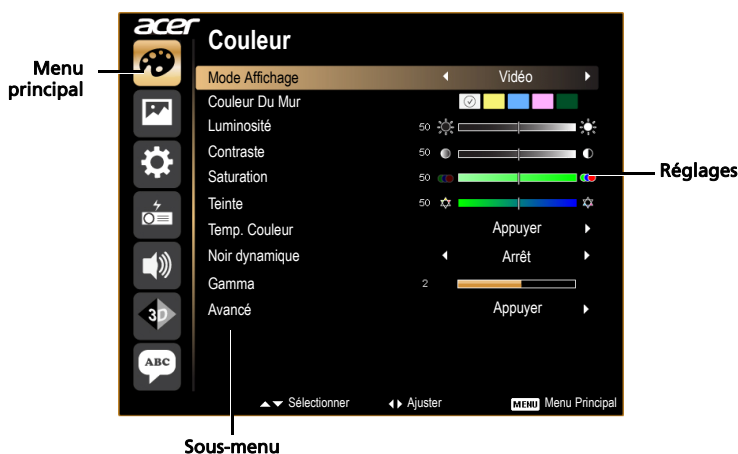 acer
Couleur
Menu principal
Mode Affichage Vidéo
Couleur Du Mur
Luminosité 50
Contraste 50
Réglages
Saturation 50
Teinte 50
Temp. Couleur Appuyer
Noir dynamique Arrêt
Gamma 2
3D
Avancé Appuyer
ABC
Sélectionner Ajuster MENU Menu Principal
Sous-menu